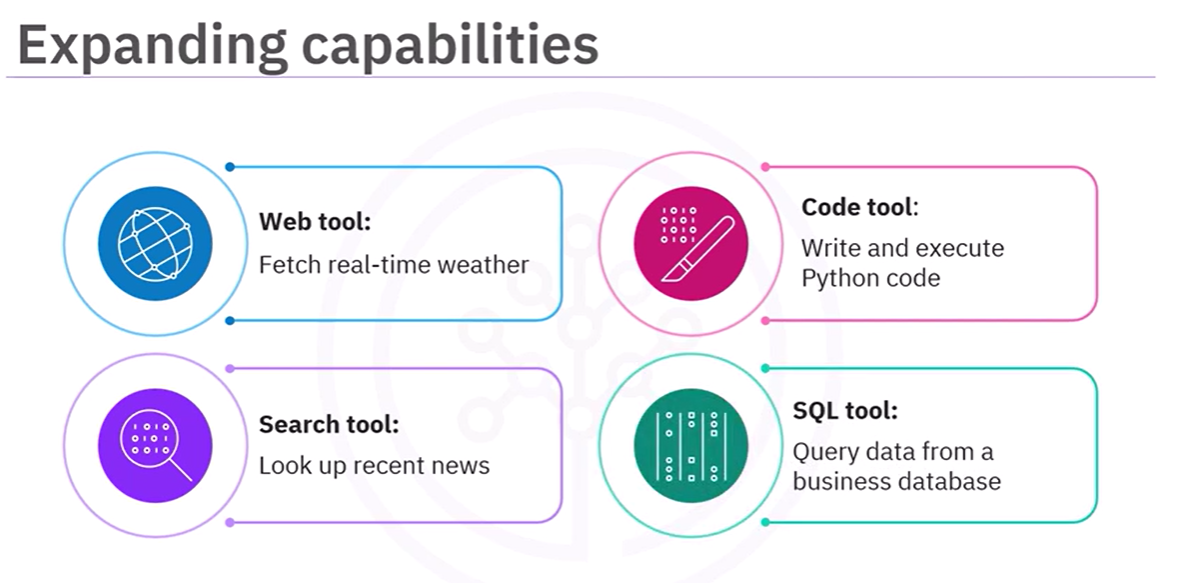 Expanding capabilities
Web tool:
Fetch real-time weather
Code tool:
Write and execute
Python code
Search tool:
Look up recent news
SQL tool:
Query data from a
business database